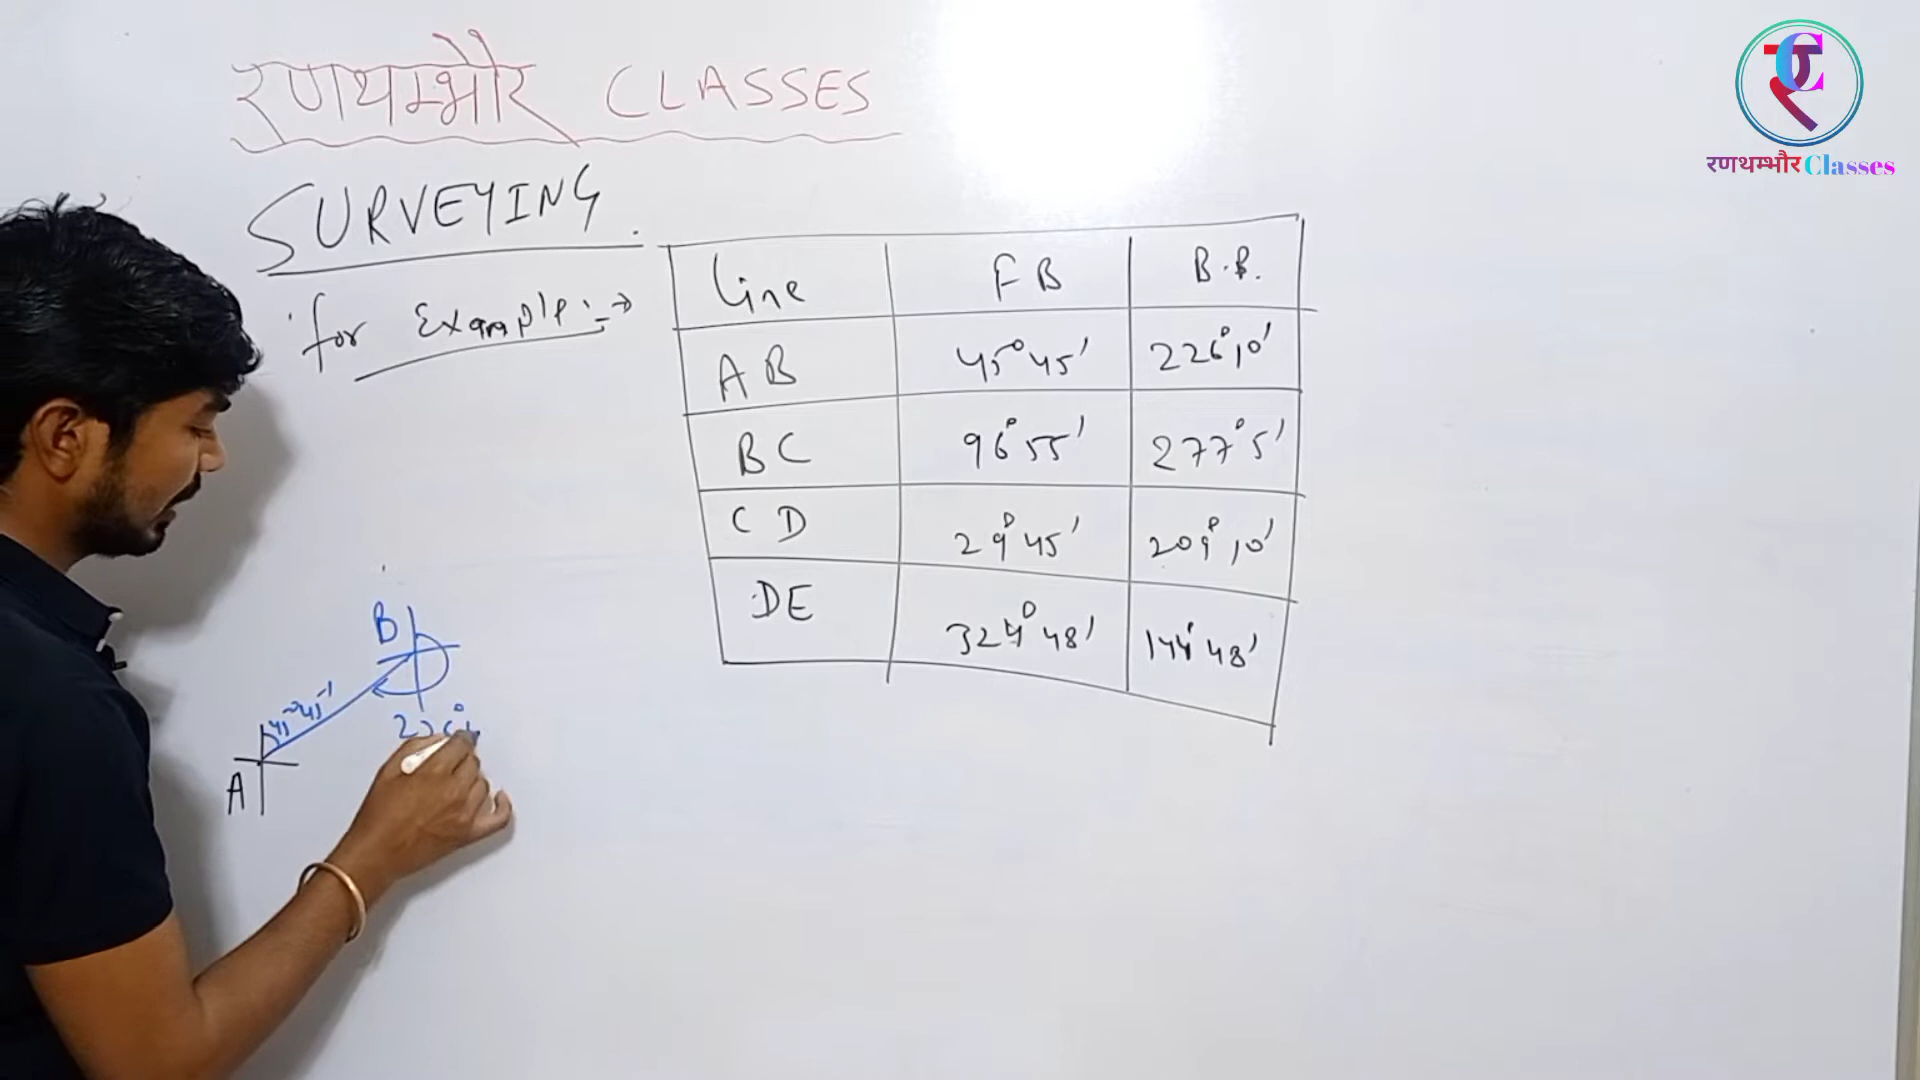 रणथम्भौर CLASSES
SURVEYING.
for Example:→
Line FB B.B.
AB 45°45' 226°10'
BC 96°55' 277°5'
CD 29°45' 209°10'
DE 324°48' 144°48'
B
45°45'
A
रणथम्भौर Classes